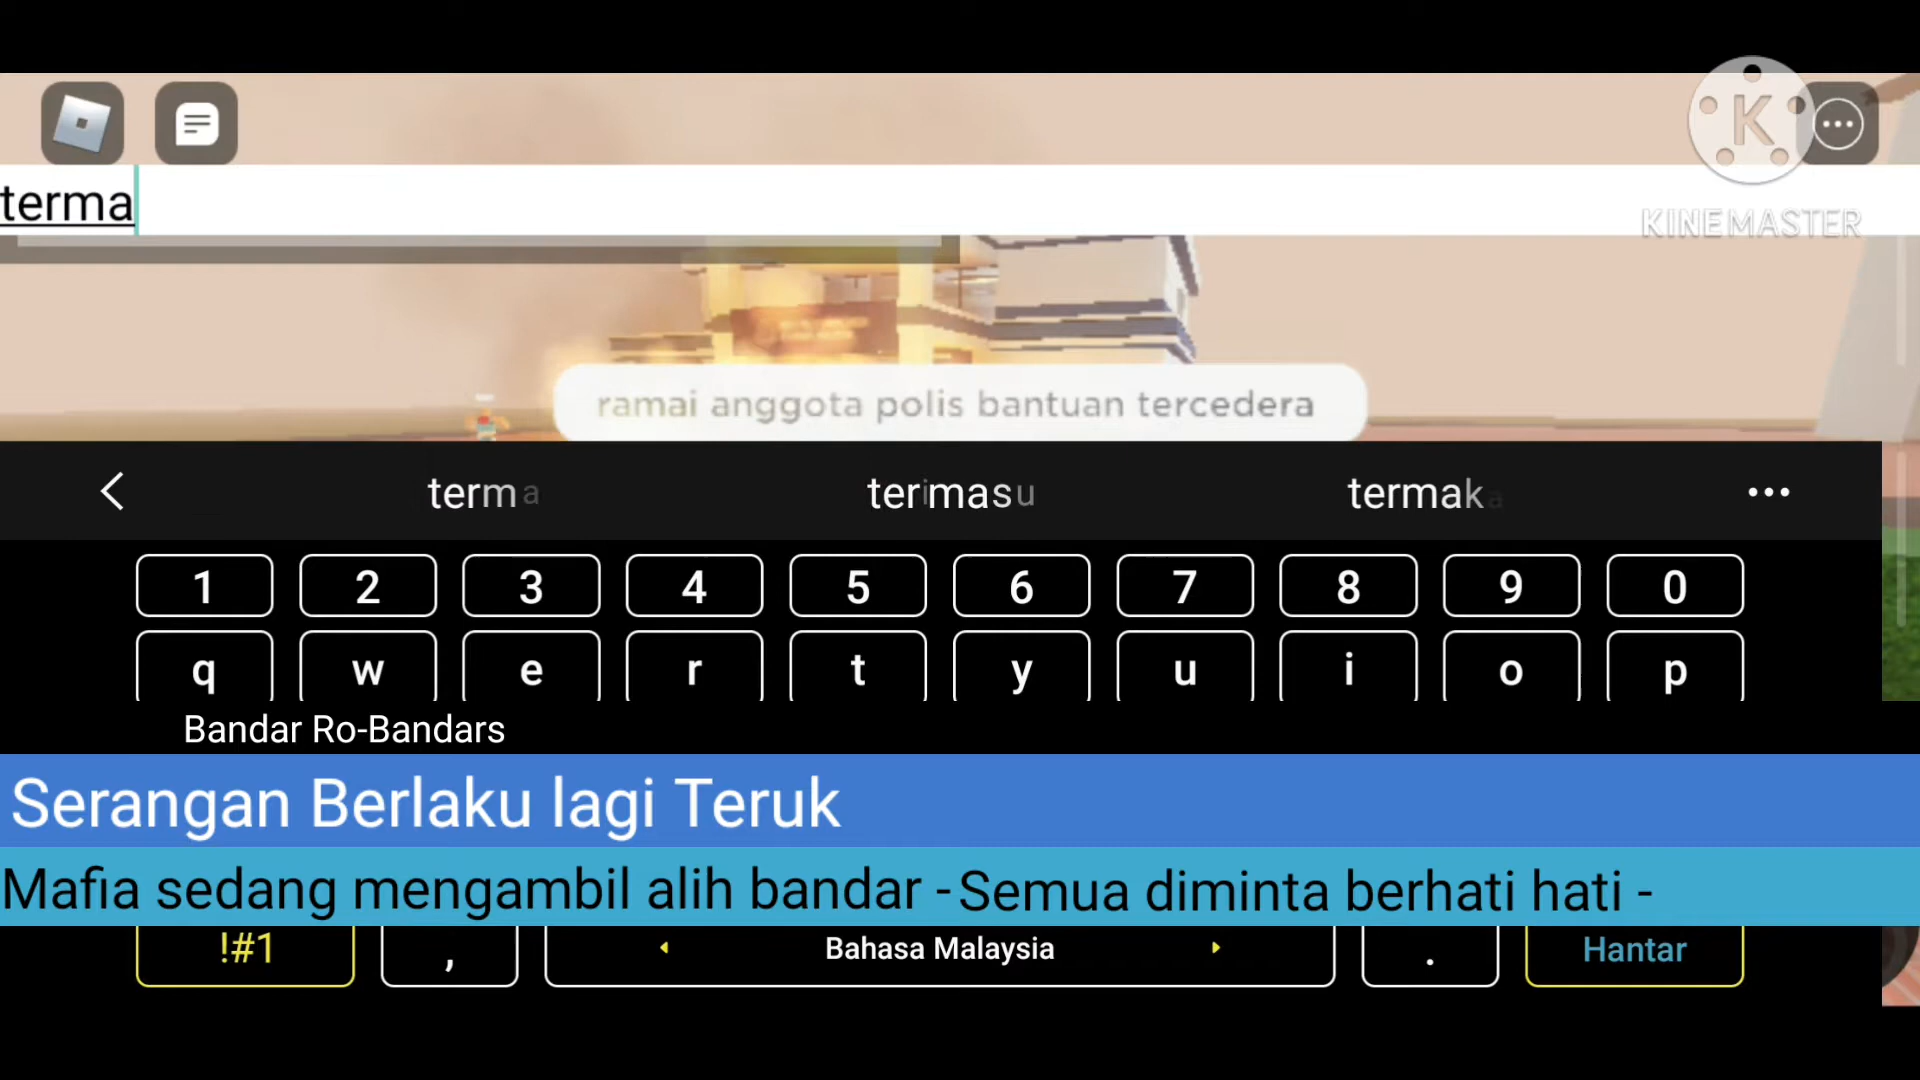 K
KINEMASTER
terma
ramai anggota polis bantuan tercedera
terma termasu termak
1 2 3 4 5 6 7 8 9 0
q w e r t y u i o p
Bandar Ro-Bandars
Serangan Berlaku lagi Teruk
Mafia sedang mengambil alih bandar - Semua diminta berhati hati -
!#1 , Bahasa Malaysia . Hantar